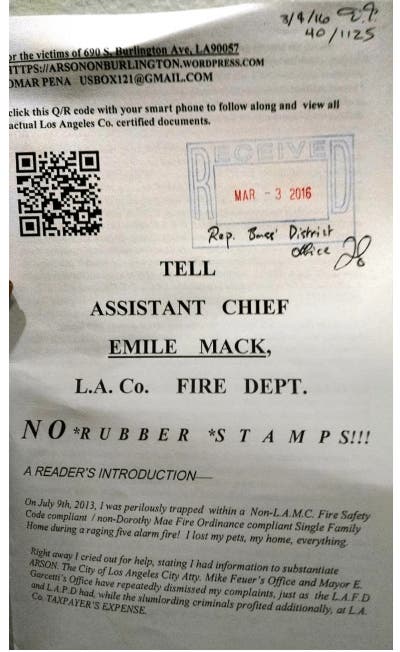 3/9/16
40/1125
or the victims of 690 S. Burlington Ave, LA90057
TTPS://ARSONONBURLINGTON.WORDPRESS.COM
OMAR PENA USBOX121@GMAIL.COM
click this Q/R code with your smart phone to follow along and view all
actual Los Angeles Co. certified documents.
RECEIVED
MAR - 3 2016
Rep. Bass' District
office
TELL
ASSISTANT CHIEF
EMILE MACK,
L.A. Co. FIRE DEPT.
NO *RUBBER *STAMPS!!!
A READER'S INTRODUCTION—
On July 9th, 2013, I was perilously trapped within a Non-L.A.M.C. Fire Safety
Code compliant / non-Dorothy Mae Fire Ordinance compliant Single Family
Home during a raging five alarm fire! I lost my pets, my home, everything.
Right away I cried out for help, stating I had information to substantiate
ARSON. The City of Los Angeles City Atty. Mike Feuer's Office and Mayor E.
Garcetti's Office have repeatedly dismissed my complaints, just as the L.A.F.D
and L.A.P.D had, while the slumlording criminals profited additionally, at L.A.
Co. TAXPAYER'S EXPENSE.